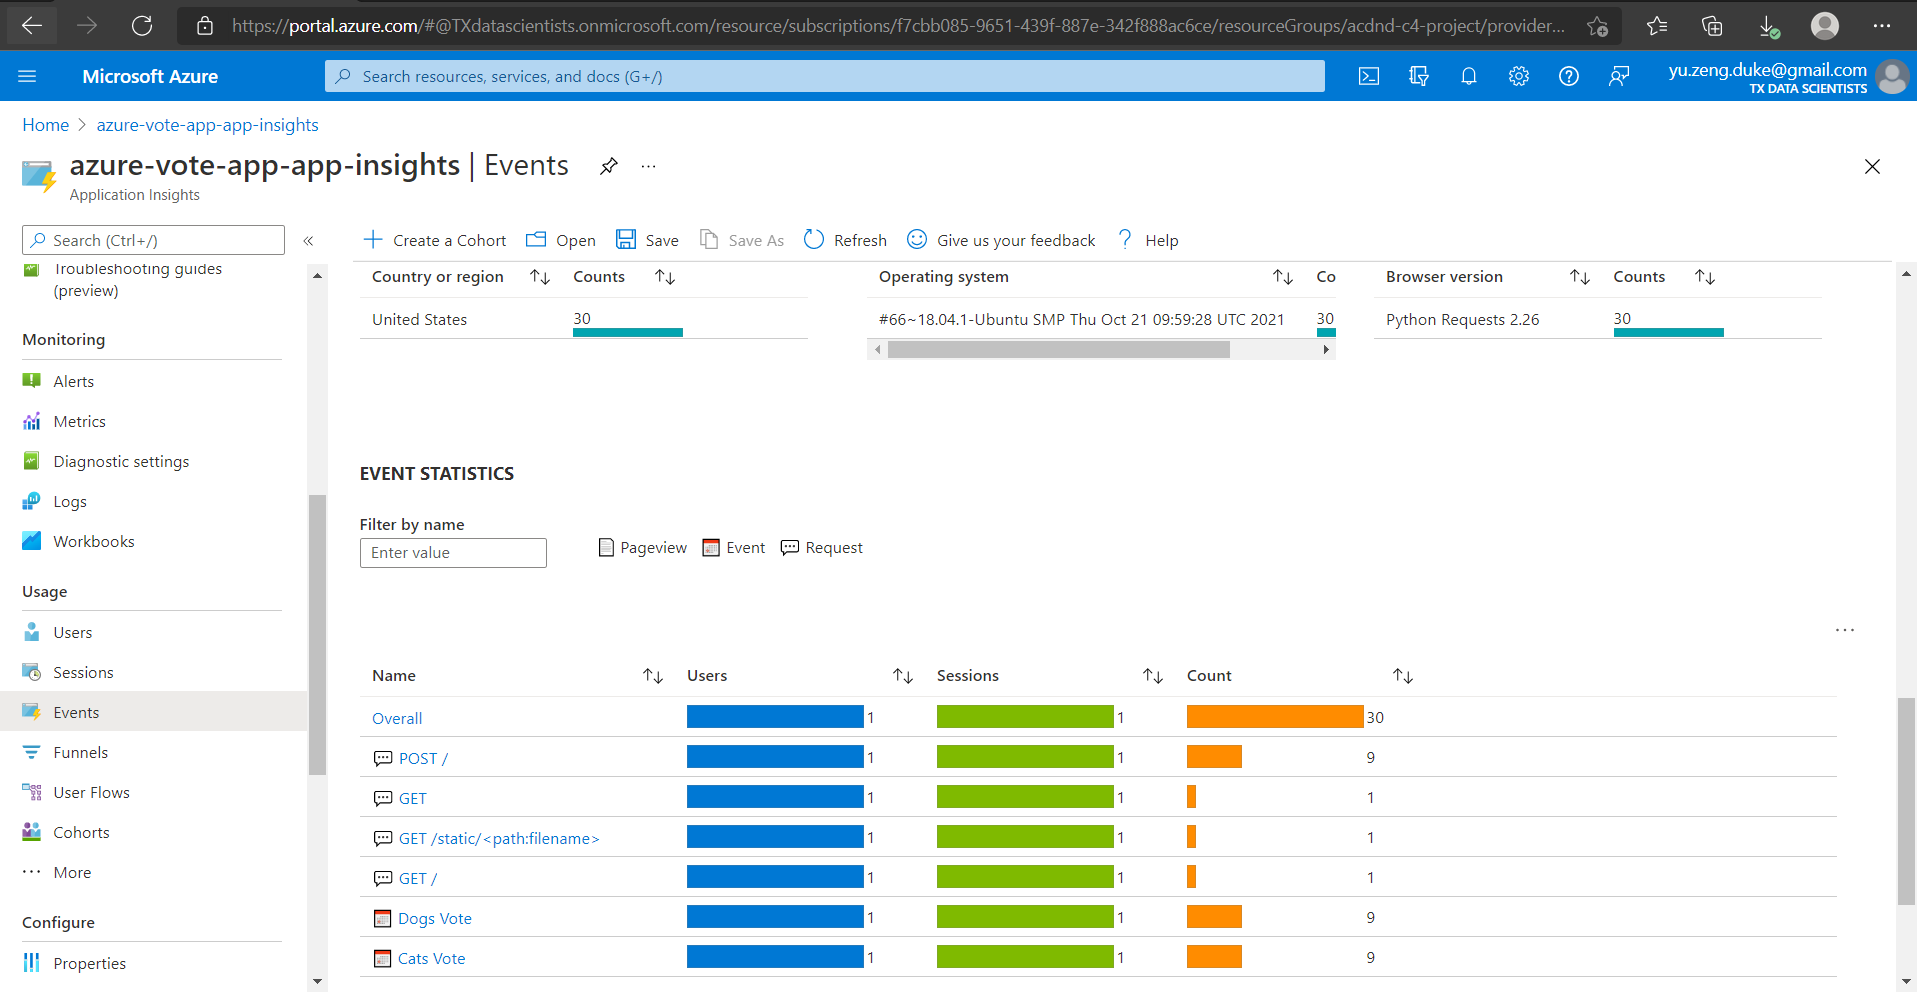 https://portal.azure.com/#@TXdatascientists.onmicrosoft.com/resource/subscriptions/f7cbb085-9651-439f-887e-342f888ac6ce/resourceGroups/acdnd-c4-project/provider...
Microsoft Azure
Search resources, services, and docs (G+/)
yu.zeng.duke@gmail.com
TX DATA SCIENTISTS
Home > azure-vote-app-app-insights
azure-vote-app-app-insights | Events
Application Insights
Search (Ctrl+/)
Troubleshooting guides
(preview)
Monitoring
Alerts
Metrics
Diagnostic settings
Logs
Workbooks
Usage
Users
Sessions
Events
Funnels
User Flows
Cohorts
More
Configure
Properties
Create a Cohort Open Save Save As Refresh Give us your feedback Help
Country or region Counts
United States 30
Operating system Co
#66~18.04.1-Ubuntu SMP Thu Oct 21 09:59:28 UTC 2021 30
Browser version Counts
Python Requests 2.26 30
EVENT STATISTICS
Filter by name
Enter value
Pageview Event Request
Name Users Sessions Count
Overall 1 1 30
POST / 1 1 9
GET 1 1 1
GET /static/<path:filename> 1 1 1
GET / 1 1 1
Dogs Vote 1 1 9
Cats Vote 1 1 9